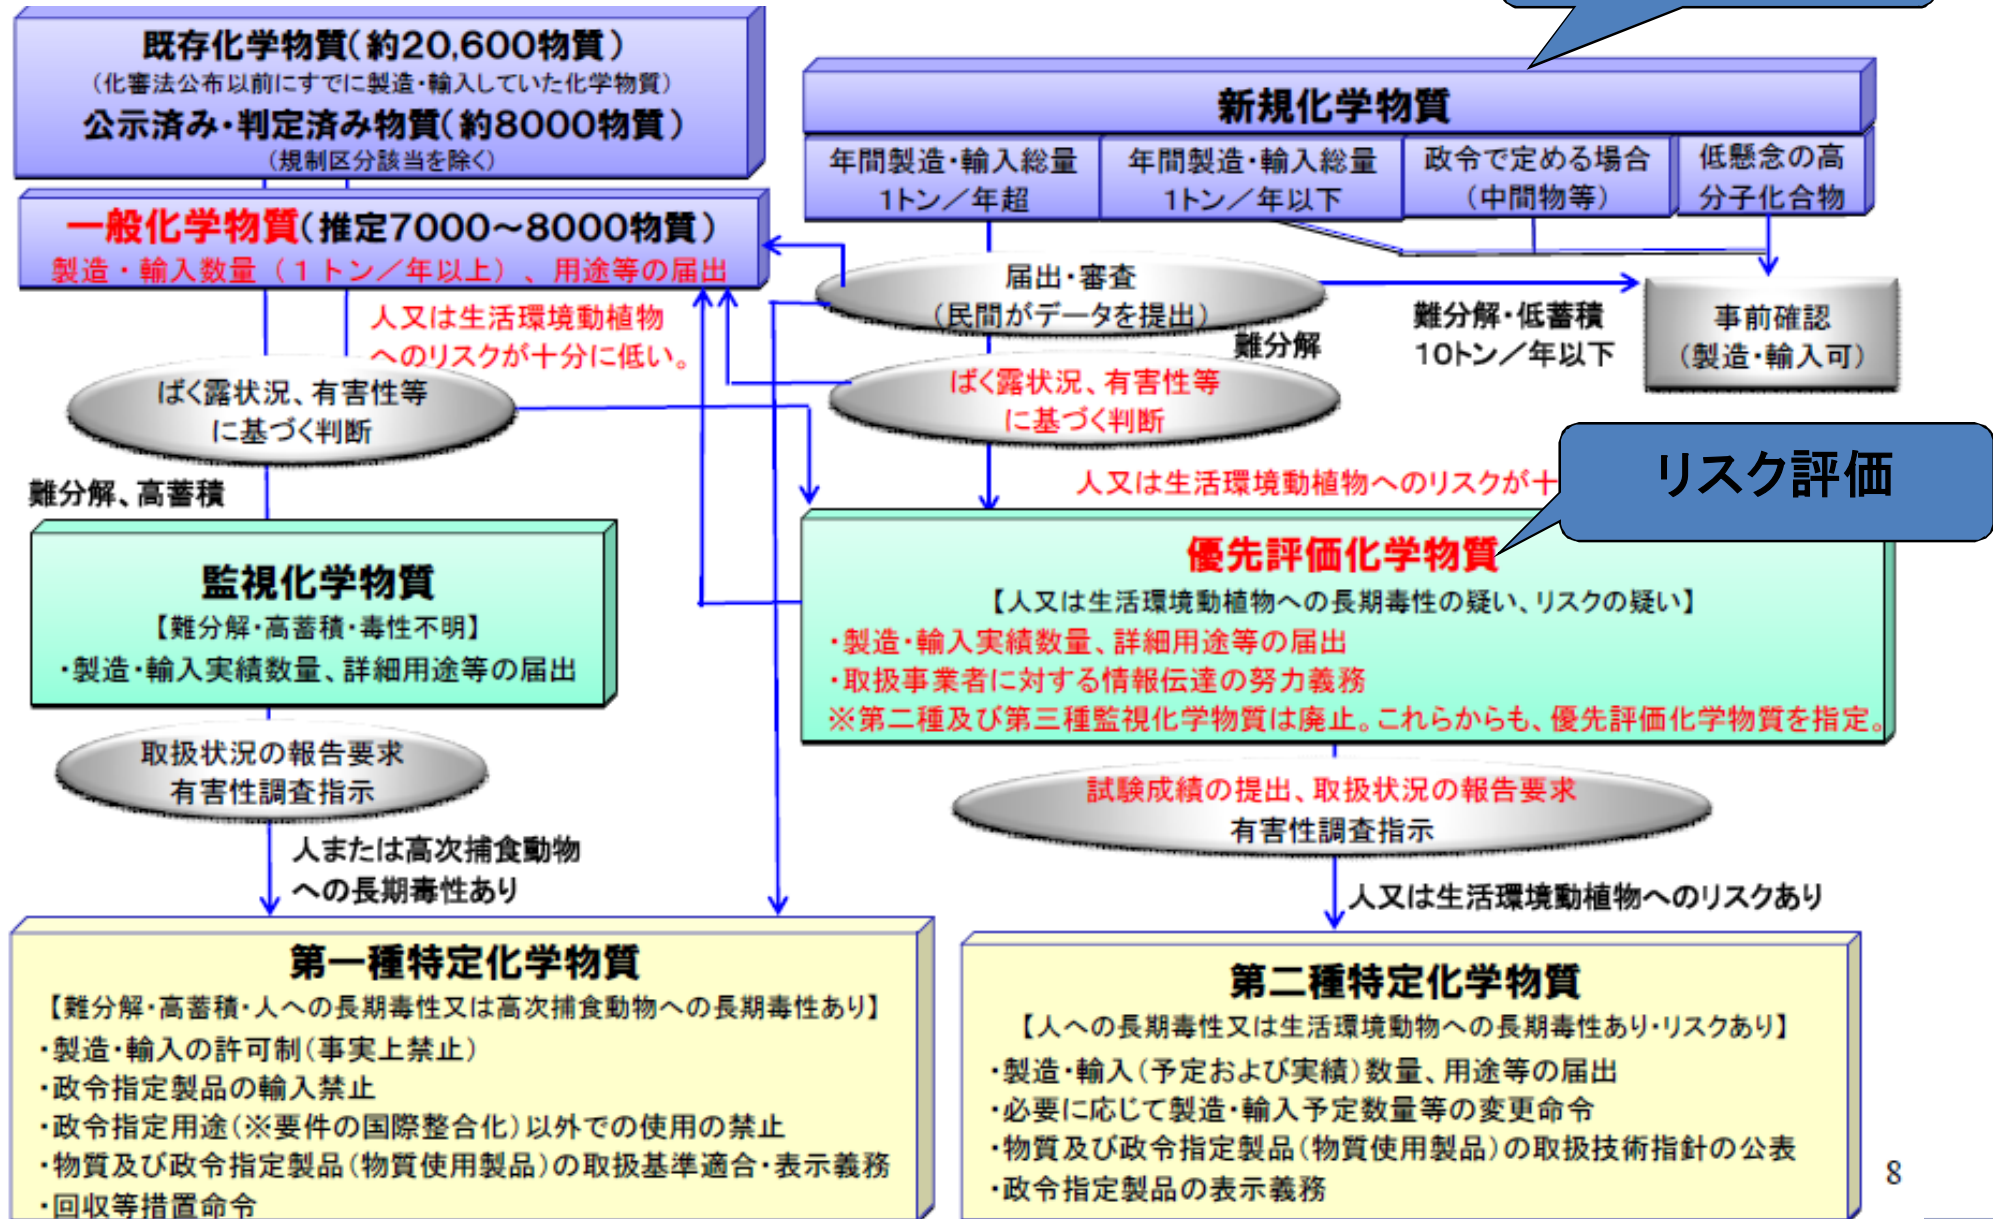 既存化学物質(約20,600物質)
(化審法公布以前にすでに製造・輸入していた化学物質)
公示済み・判定済み物質(約8000物質)
(規制区分該当を除く)
一般化学物質(推定7000～8000物質)
製造・輸入数量（１トン／年以上）、用途等の届出
新規化学物質
年間製造・輸入総量
1トン／年超
年間製造・輸入総量
1トン／年以下
政令で定める場合
(中間物等)
低懸念の高
分子化合物
届出・審査
(民間がデータを提出)
難分解・低蓄積
10トン／年以下
事前確認
(製造・輸入可)
人又は生活環境動植物
へのリスクが十分に低い。
難分解
ばく露状況、有害性等
に基づく判断
ばく露状況、有害性等
に基づく判断
難分解、高蓄積
人又は生活環境動植物へのリスクが十
リスク評価
監視化学物質
【難分解・高蓄積・毒性不明】
・製造・輸入実績数量、詳細用途等の届出
優先評価化学物質
【人又は生活環境動植物への長期毒性の疑い、リスクの疑い】
・製造・輸入実績数量、詳細用途等の届出
・取扱事業者に対する情報伝達の努力義務
※第二種及び第三種監視化学物質は廃止。これらからも、優先評価化学物質を指定。
取扱状況の報告要求
有害性調査指示
試験成績の提出、取扱状況の報告要求
有害性調査指示
人または高次捕食動物
への長期毒性あり
人又は生活環境動植物へのリスクあり
第一種特定化学物質
【難分解・高蓄積・人への長期毒性又は高次捕食動物への長期毒性あり】
・製造・輸入の許可制(事実上禁止)
・政令指定製品の輸入禁止
・政令指定用途(※要件の国際整合化)以外での使用の禁止
・物質及び政令指定製品(物質使用製品)の取扱基準適合・表示義務
・回収等措置命令
第二種特定化学物質
【人への長期毒性又は生活環境動物への長期毒性あり・リスクあり】
・製造・輸入(予定および実績)数量、用途等の届出
・必要に応じて製造・輸入予定数量等の変更命令
・物質及び政令指定製品(物質使用製品)の取扱技術指針の公表
・政令指定製品の表示義務
8